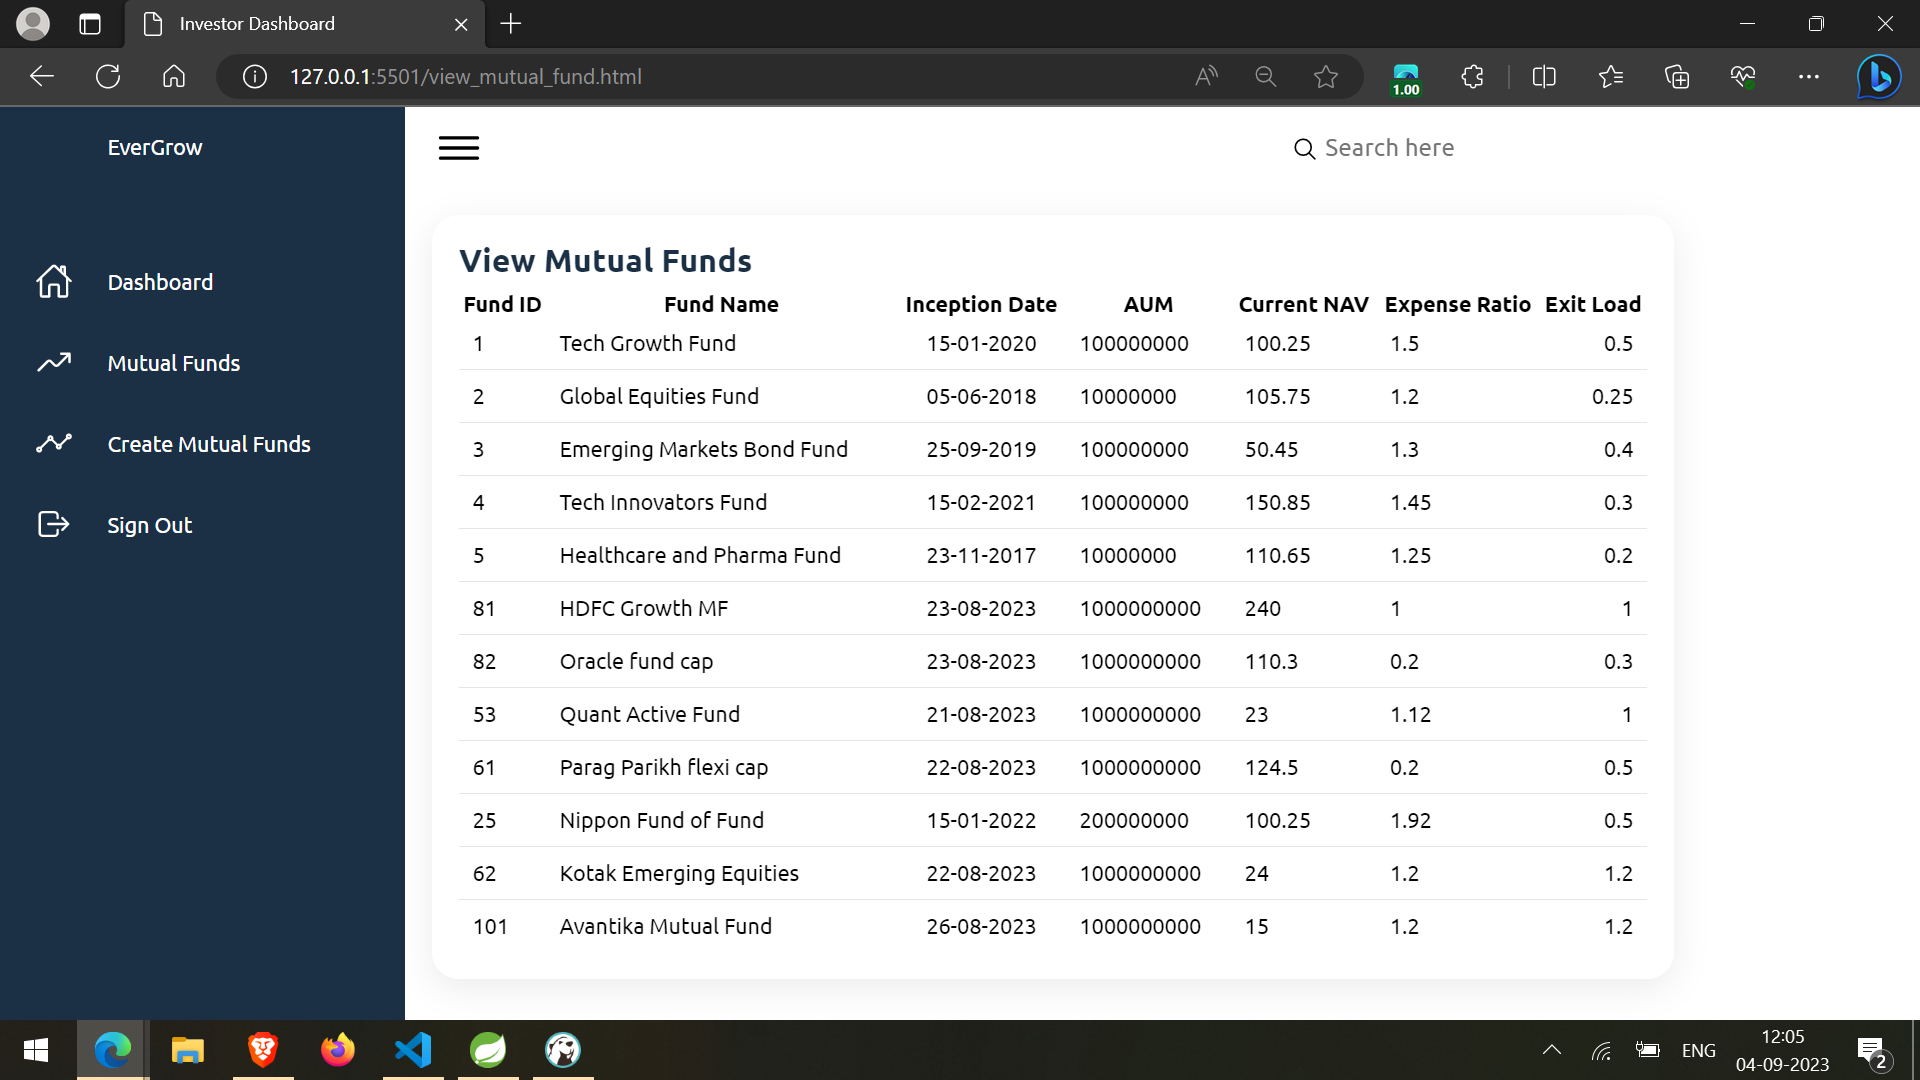 Investor Dashboard
127.0.0.1:5501/view_mutual_fund.html
1.00
EverGrow
Search here
Dashboard
Mutual Funds
Create Mutual Funds
Sign Out
View Mutual Funds
Fund ID Fund Name Inception Date AUM Current NAV Expense Ratio Exit Load
1 Tech Growth Fund 15-01-2020 100000000 100.25 1.5 0.5
2 Global Equities Fund 05-06-2018 10000000 105.75 1.2 0.25
3 Emerging Markets Bond Fund 25-09-2019 100000000 50.45 1.3 0.4
4 Tech Innovators Fund 15-02-2021 100000000 150.85 1.45 0.3
5 Healthcare and Pharma Fund 23-11-2017 10000000 110.65 1.25 0.2
81 HDFC Growth MF 23-08-2023 1000000000 240 1 1
82 Oracle fund cap 23-08-2023 1000000000 110.3 0.2 0.3
53 Quant Active Fund 21-08-2023 1000000000 23 1.12 1
61 Parag Parikh flexi cap 22-08-2023 1000000000 124.5 0.2 0.5
25 Nippon Fund of Fund 15-01-2022 200000000 100.25 1.92 0.5
62 Kotak Emerging Equities 22-08-2023 1000000000 24 1.2 1.2
101 Avantika Mutual Fund 26-08-2023 1000000000 15 1.2 1.2
ENG
12:05
04-09-2023
2